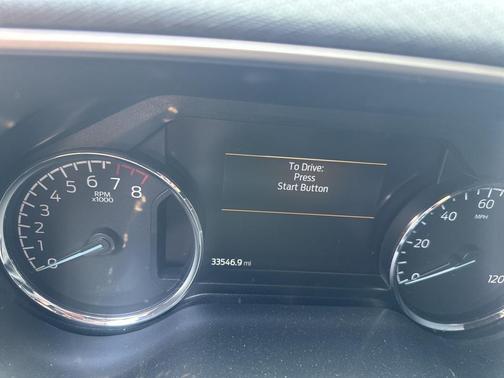 To Drive:
Press
Start Button
0 1 2 3 4 5 6 7 8
RPM
x1000
33546.9 mi
0 20 40 60
MPH
120